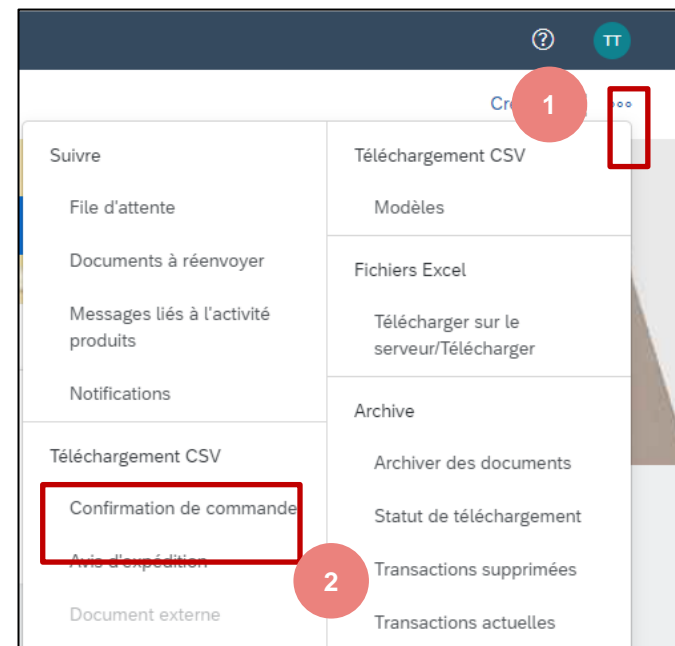 TT
Cr
1
Suivre
File d'attente
Documents à réenvoyer
Messages liés à l'activité
produits
Notifications
Téléchargement CSV
Confirmation de commande
Avis d'expédition
Document externe
Téléchargement CSV
Modèles
Fichiers Excel
Télécharger sur le
serveur/Télécharger
Archive
Archiver des documents
Statut de téléchargement
2
Transactions supprimées
Transactions actuelles